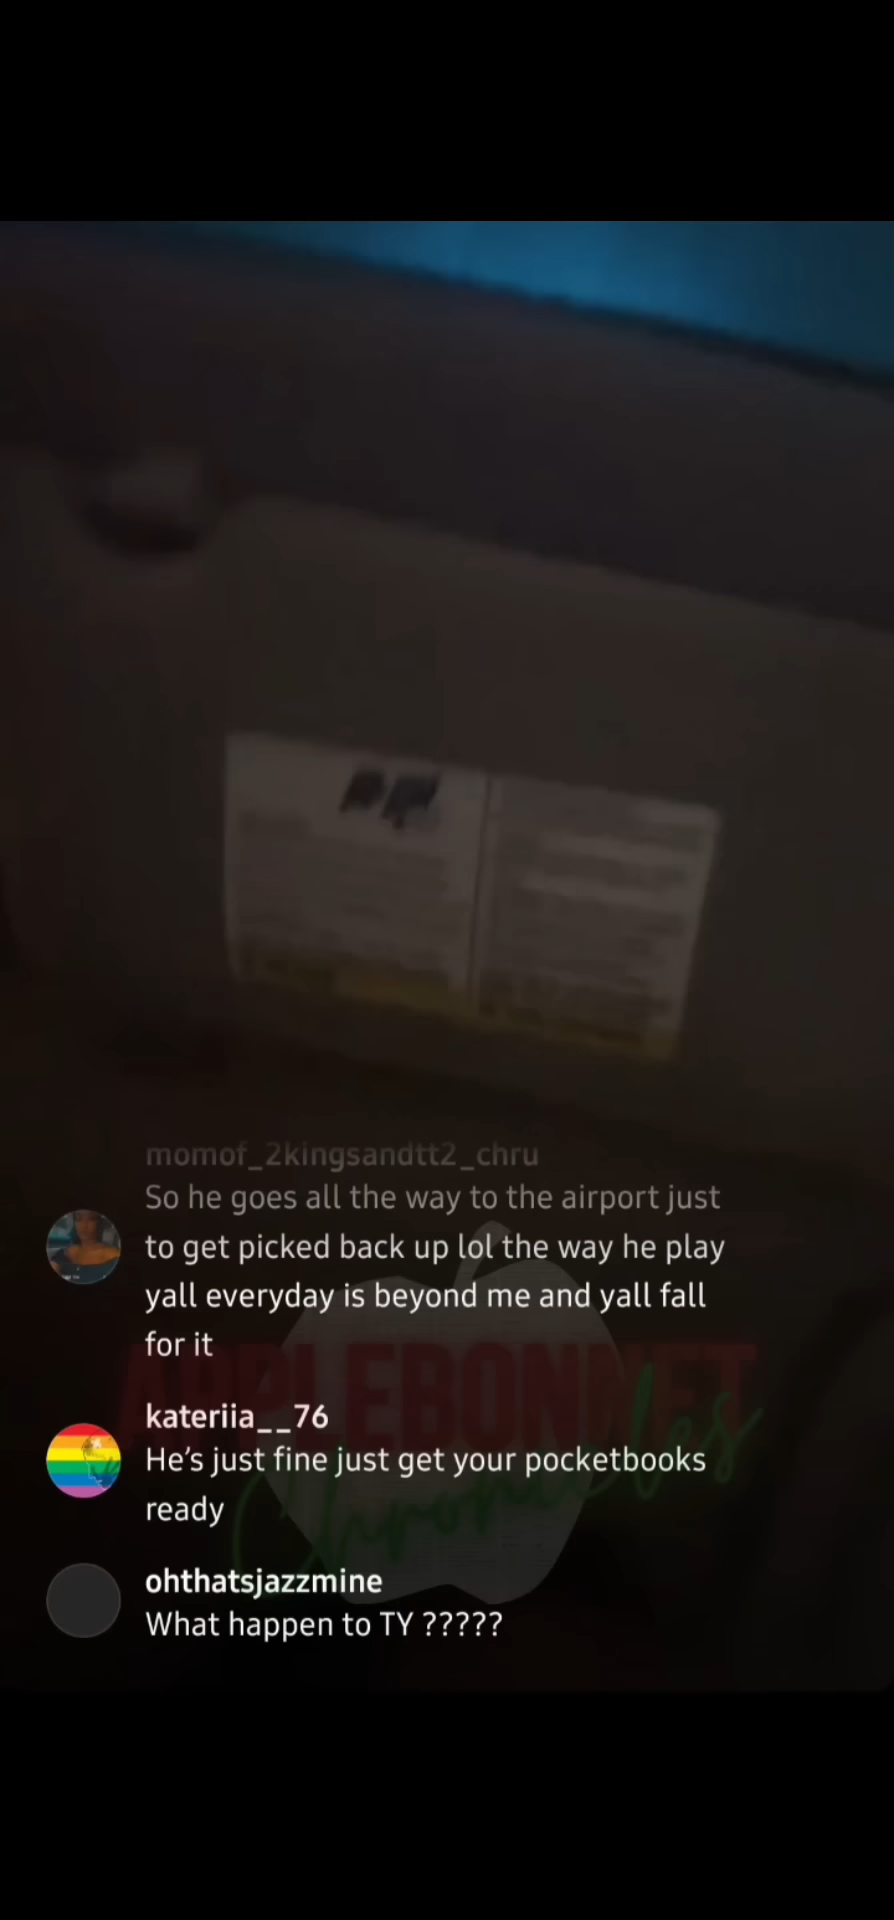 momof_2kingsandtt2_chru
So he goes all the way to the airport just
to get picked back up lol the way he play
yall everyday is beyond me and yall fall
for it
APPLEBONNET
Chronicles
kateriia__76
He’s just fine just get your pocketbooks
ready
ohthatsjazzmine
What happen to TY ?????